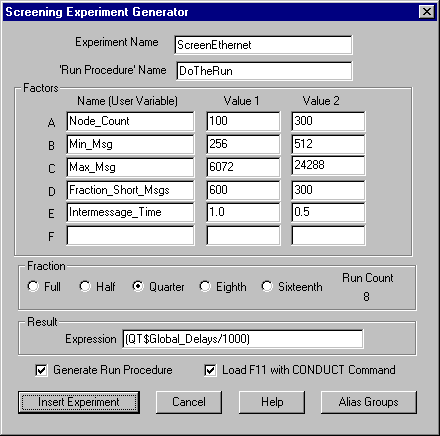 Screening Experiment Generator
Experiment Name ScreenEthernet
'Run Procedure' Name DoTheRun
Factors
Name (User Variable) Value 1 Value 2
A Node_Count 100 300
B Min_Msg 256 512
C Max_Msg 6072 24288
D Fraction_Short_Msgs 600 300
E Intermessage_Time 1.0 0.5
F
Fraction
Full Half Quarter Eighth Sixteenth Run Count
8
Result
Expression (QT$Global_Delays/1000)
Generate Run Procedure Load F11 with CONDUCT Command
Insert Experiment Cancel Help Alias Groups